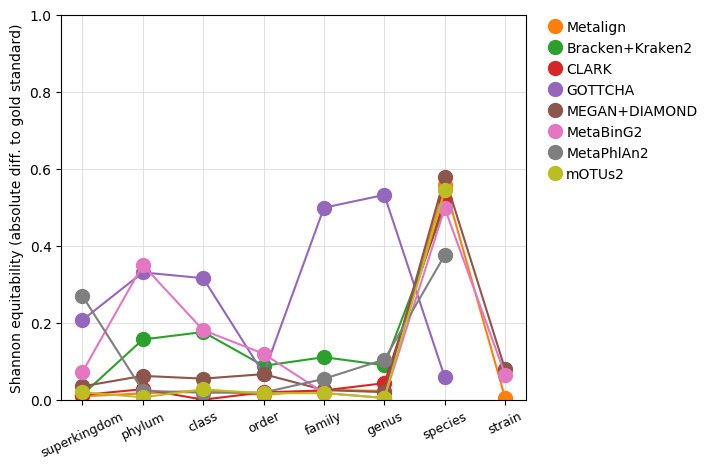 Shannon equitability (absolute diff. to gold standard)
1.0
0.8
0.6
0.4
0.2
0.0
superkingdom
phylum
class
order
family
genus
species
strain
Metalign
Bracken+Kraken2
CLARK
GOTTCHA
MEGAN+DIAMOND
MetaBinG2
MetaPhlAn2
mOTUs2